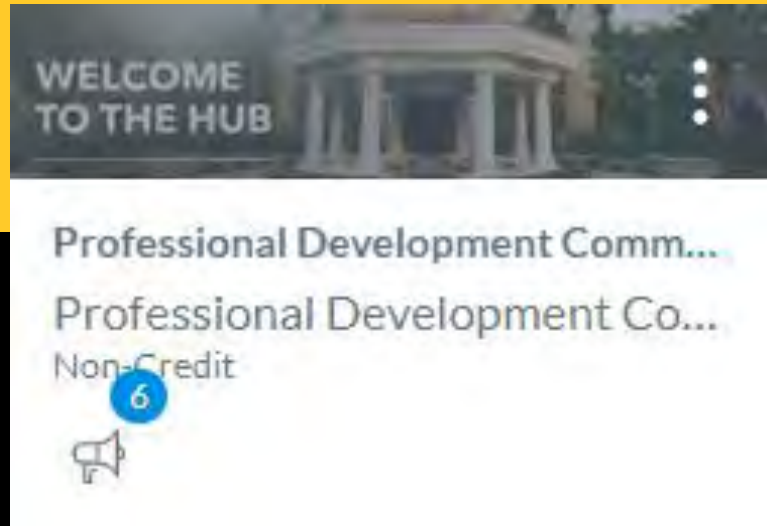 WELCOME
TO THE HUB
Professional Development Comm...
Professional Development Co...
Non-Credit
6